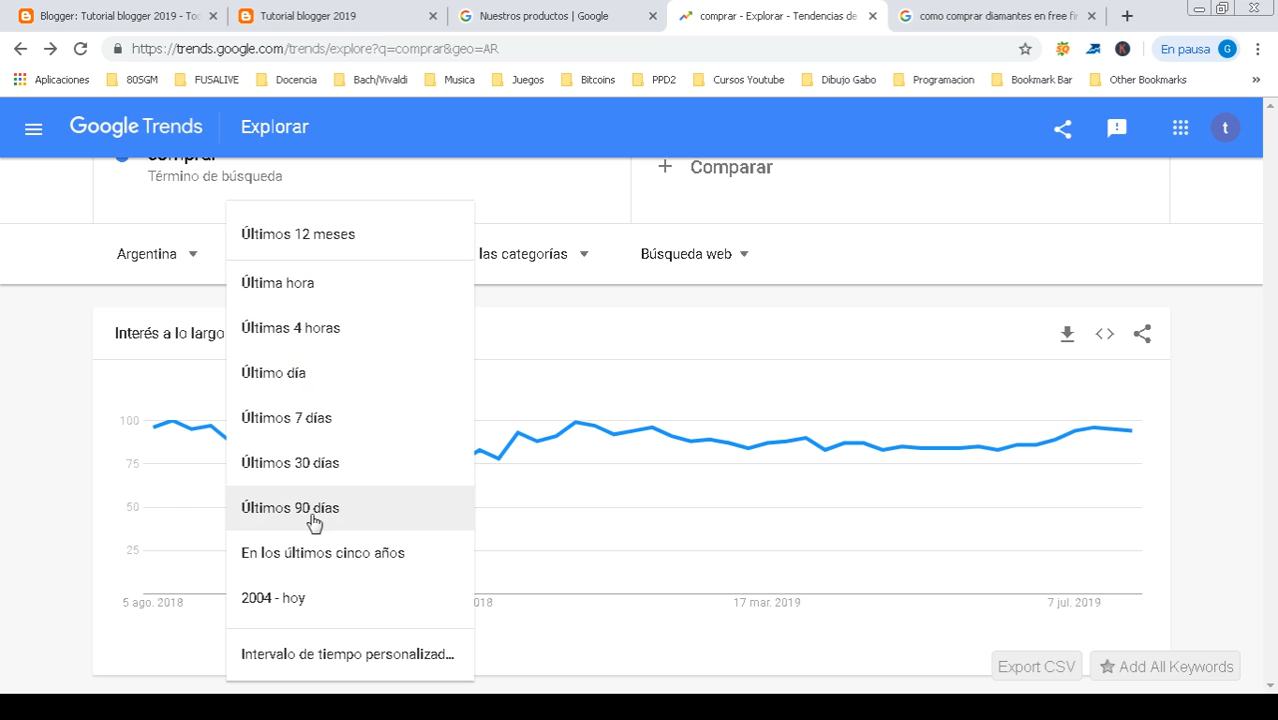 Blogger: Tutorial blogger 2019 - Tod
Tutorial blogger 2019
Nuestros productos | Google
comprar - Explorar - Tendencias de
como comprar diamantes en free fir
https://trends.google.com/trends/explore?q=comprar&geo=AR
En pausa
G
Aplicaciones
80SGM
FUSALIVE
Docencia
Bach/Vivaldi
Musica
Juegos
Bitcoins
PPD2
Cursos Youtube
Dibujo Gabo
Programacion
Bookmark Bar
Other Bookmarks
Google Trends
Explorar
t
comprar
Término de búsqueda
+ Comparar
Argentina
las categorías
Búsqueda web
Últimos 12 meses
Última hora
Últimas 4 horas
Último día
Últimos 7 días
Últimos 30 días
Últimos 90 días
En los últimos cinco años
2004 - hoy
Intervalo de tiempo personalizad...
Interés a lo largo
100
75
50
25
5 ago. 2018
018
17 mar. 2019
7 jul. 2019
Export CSV
Add All Keywords